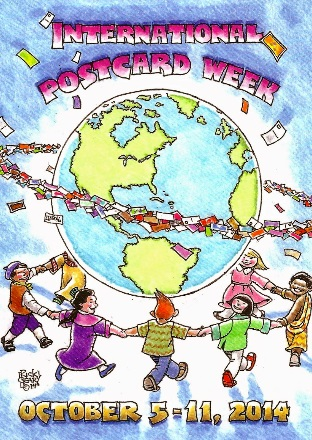 INTERNATIONAL
POSTCARD WEEK
OCTOBER 5-11, 2014